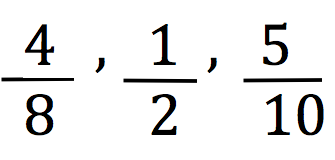 4/8 , 1/2 , 5/10